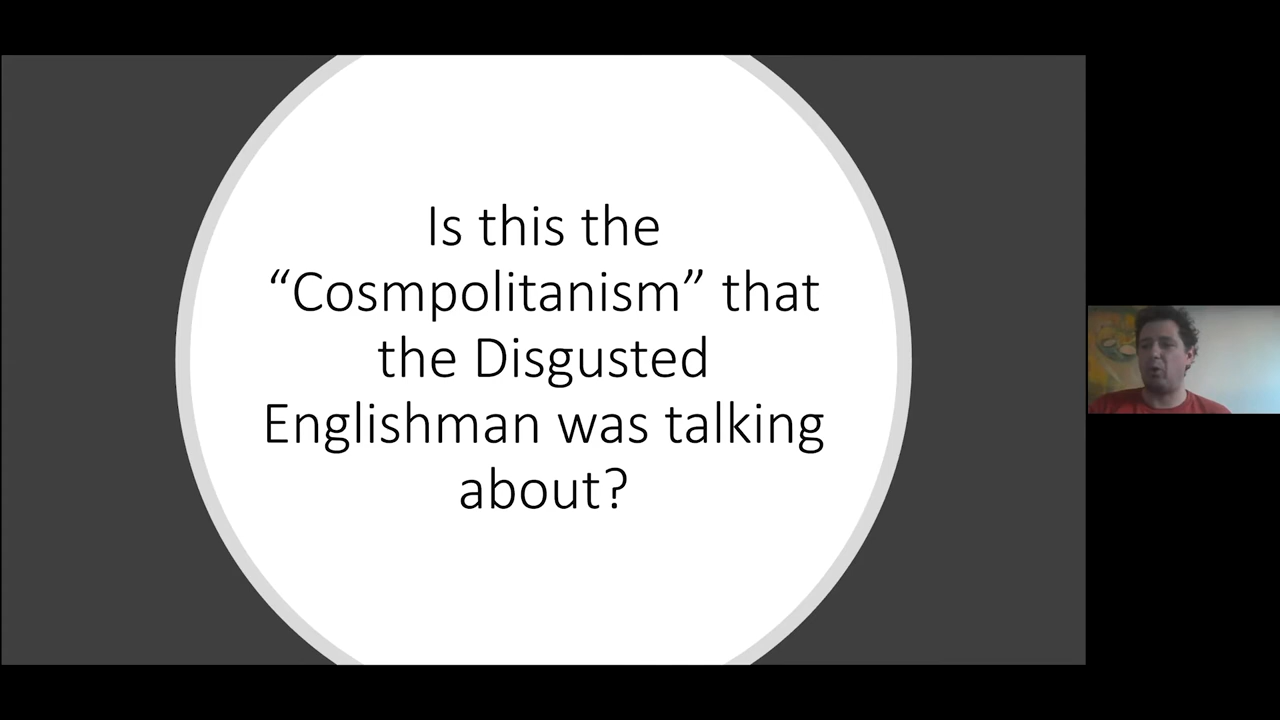 Is this the
“Cosmpolitanism” that
the Disgusted
Englishman was talking
about?